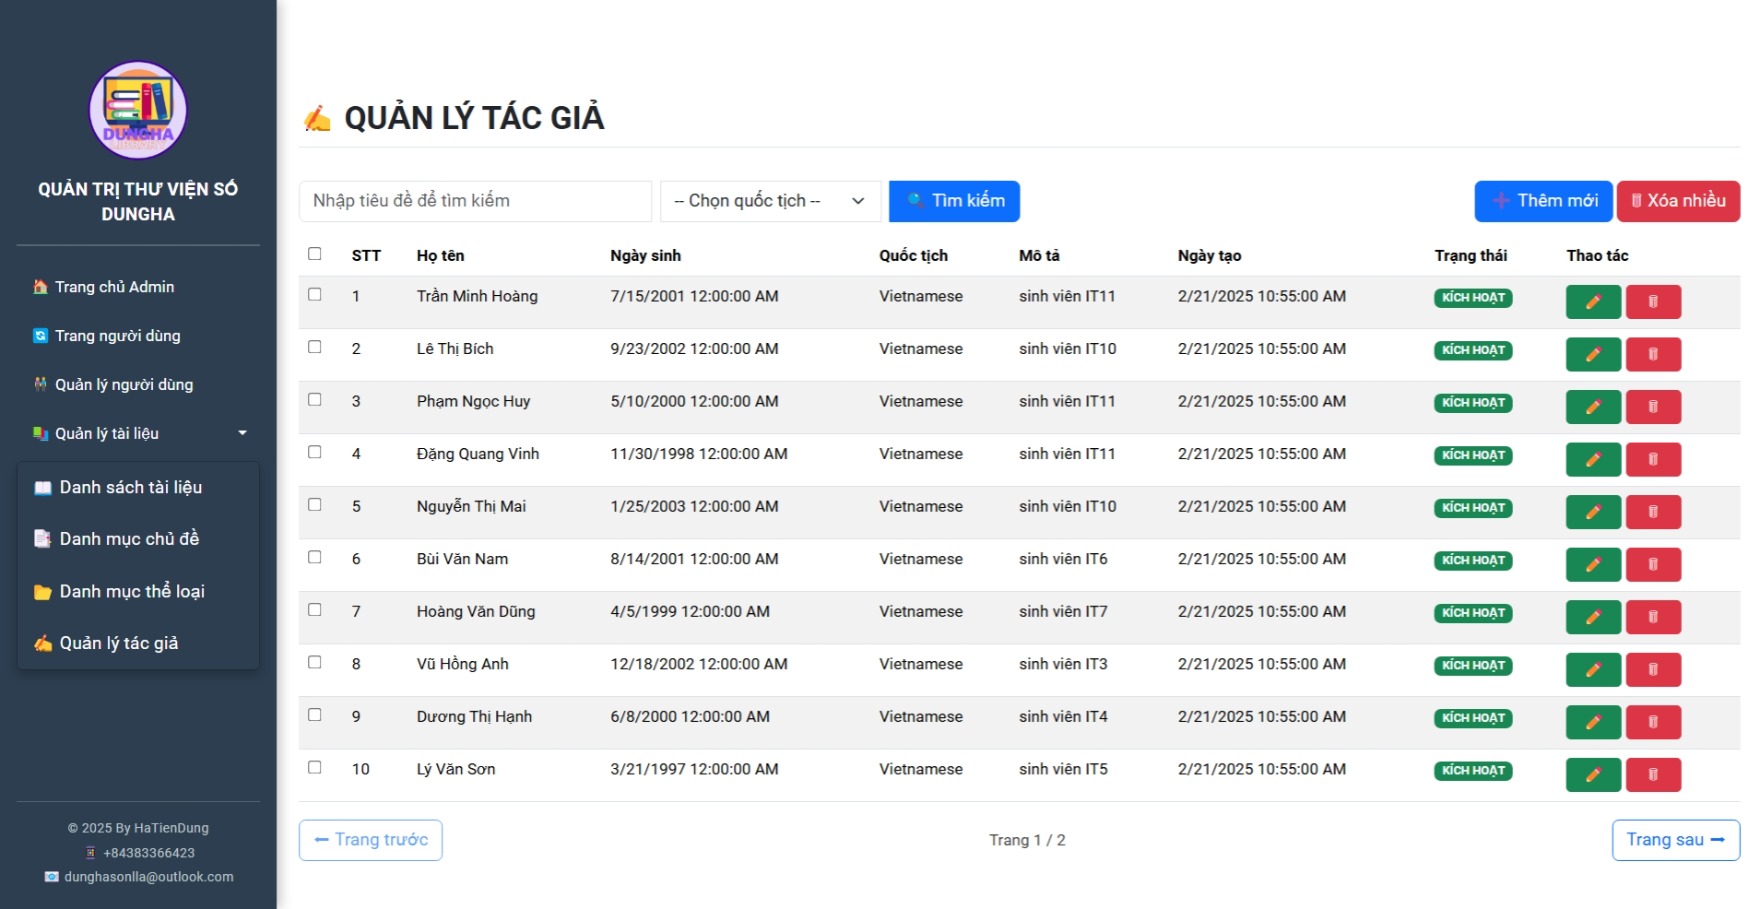 DUNGHA
LIBRARY
QUẢN TRỊ THƯ VIỆN SỐ
DUNGHA
Trang chủ Admin
Trang người dùng
Quản lý người dùng
Quản lý tài liệu
Danh sách tài liệu
Danh mục chủ đề
Danh mục thể loại
Quản lý tác giả
© 2025 By HaTienDung
+84383366423
dunghasonlla@outlook.com
QUẢN LÝ TÁC GIẢ
Nhập tiêu đề để tìm kiếm -- Chọn quốc tịch -- Tìm kiếm Thêm mới Xóa nhiều
STT Họ tên Ngày sinh Quốc tịch Mô tả Ngày tạo Trạng thái Thao tác
1 Trần Minh Hoàng 7/15/2001 12:00:00 AM Vietnamese sinh viên IT11 2/21/2025 10:55:00 AM KÍCH HOẠT
2 Lê Thị Bích 9/23/2002 12:00:00 AM Vietnamese sinh viên IT10 2/21/2025 10:55:00 AM KÍCH HOẠT
3 Phạm Ngọc Huy 5/10/2000 12:00:00 AM Vietnamese sinh viên IT11 2/21/2025 10:55:00 AM KÍCH HOẠT
4 Đặng Quang Vinh 11/30/1998 12:00:00 AM Vietnamese sinh viên IT11 2/21/2025 10:55:00 AM KÍCH HOẠT
5 Nguyễn Thị Mai 1/25/2003 12:00:00 AM Vietnamese sinh viên IT10 2/21/2025 10:55:00 AM KÍCH HOẠT
6 Bùi Văn Nam 8/14/2001 12:00:00 AM Vietnamese sinh viên IT6 2/21/2025 10:55:00 AM KÍCH HOẠT
7 Hoàng Văn Dũng 4/5/1999 12:00:00 AM Vietnamese sinh viên IT7 2/21/2025 10:55:00 AM KÍCH HOẠT
8 Vũ Hồng Anh 12/18/2002 12:00:00 AM Vietnamese sinh viên IT3 2/21/2025 10:55:00 AM KÍCH HOẠT
9 Dương Thị Hạnh 6/8/2000 12:00:00 AM Vietnamese sinh viên IT4 2/21/2025 10:55:00 AM KÍCH HOẠT
10 Lý Văn Sơn 3/21/1997 12:00:00 AM Vietnamese sinh viên IT5 2/21/2025 10:55:00 AM KÍCH HOẠT
Trang trước Trang 1 / 2 Trang sau